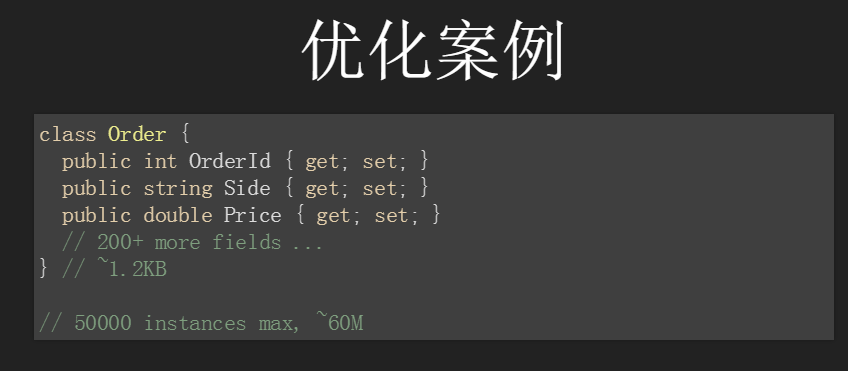 优化案例
class Order {
  public int OrderId { get; set; }
  public string Side { get; set; }
  public double Price { get; set; }
  // 200+ more fields ...
} // ~1.2KB

// 50000 instances max, ~60M